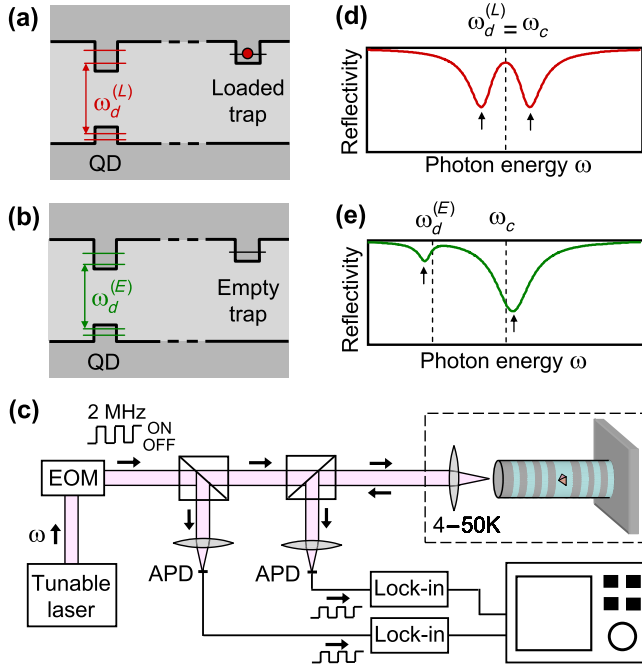 (a)
ω_d^(L)
QD
Loaded
trap
(b)
ω_d^(E)
QD
Empty
trap
(d)
ω_d^(L) = ω_c
Reflectivity
Photon energy ω
(e)
ω_d^(E)
ω_c
Reflectivity
Photon energy ω
(c)
2 MHz
ON
OFF
EOM
ω
Tunable
laser
APD
APD
4–50K
Lock-in
Lock-in